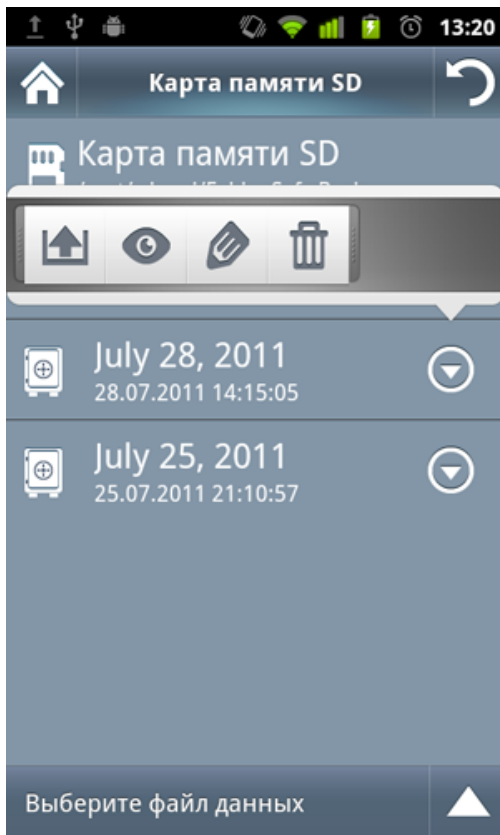 13:20
Карта памяти SD
Карта памяти SD
July 28, 2011
28.07.2011 14:15:05
July 25, 2011
25.07.2011 21:10:57
Выберите файл данных